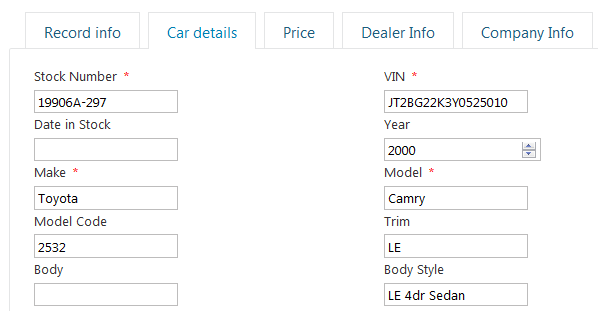 Record info Car details Price Dealer Info Company Info
Stock Number * VIN *
19906A-297 JT2BG22K3Y0525010
Date in Stock Year
2000
Make * Model *
Toyota Camry
Model Code Trim
2532 LE
Body Body Style
LE 4dr Sedan